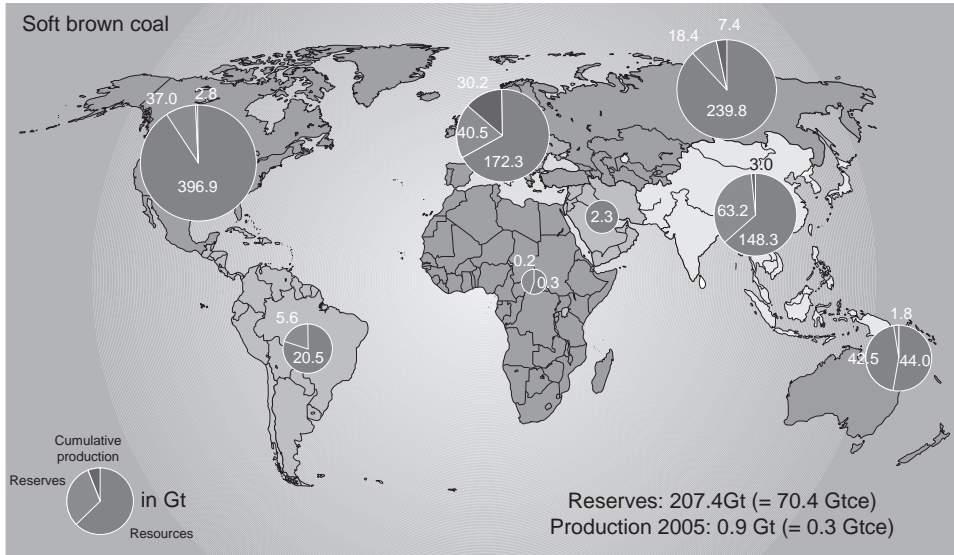 Soft brown coal
37.0
2.8
396.9
30.2
40.5
172.3
18.4
7.4
239.8
3.0
63.2
148.3
2.3
0.2
0.3
5.6
20.5
1.8
42.5
44.0
Cumulative
production
Reserves
in Gt
Resources
Reserves: 207.4Gt (= 70.4 Gtce)
Production 2005: 0.9 Gt (= 0.3 Gtce)